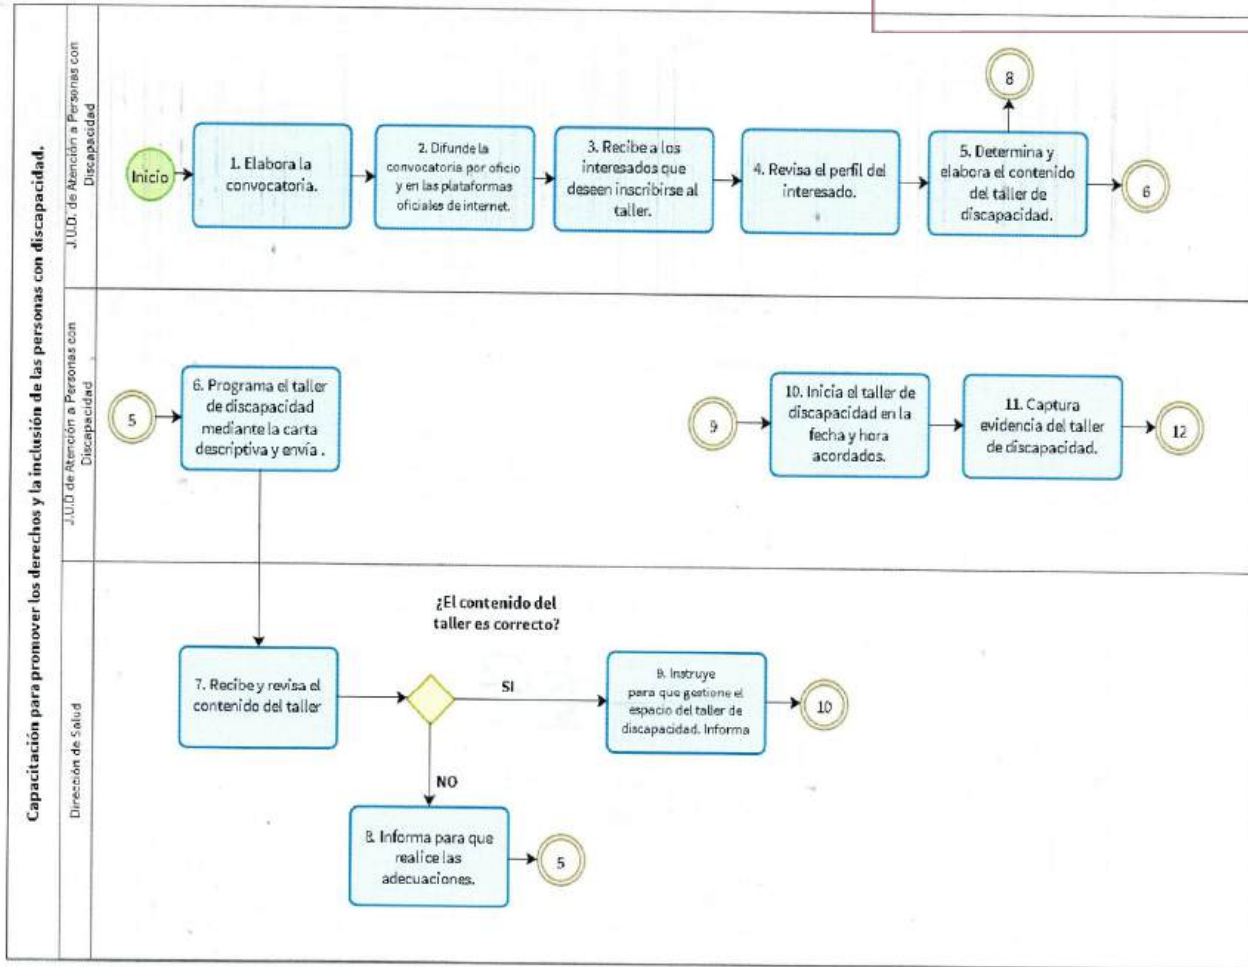 Capacitación para promover los derechos y la inclusión de las personas con discapacidad.
J.U.D. de Atención a Personas con
Discapacidad
Inicio
1. Elabora la
convocatoria.
2. Difunde la
convocatoria por oficio
y en las plataformas
oficiales de internet.
3. Recibe a los
interesados que
deseen inscribirse al
taller.
4. Revisa el perfil del
interesado.
5. Determina y
elabora el contenido
del taller de
discapacidad.
8
6
J.U.D de Atención a Personas con
Discapacidad
5
6. Programa el taller
de discapacidad
mediante la carta
descriptiva y envía .
9
10. Inicia el taller de
discapacidad en la
fecha y hora
acordados.
11. Captura
evidencia del taller
de discapacidad.
12
Dirección de Salud
7. Recibe y revisa el
contenido del taller
¿El contenido del
taller es correcto?
SI
9. Instruye
para que gestione el
espacio del taller de
discapacidad. Informa
10
NO
8. Informa para que
realice las
adecuaciones.
5